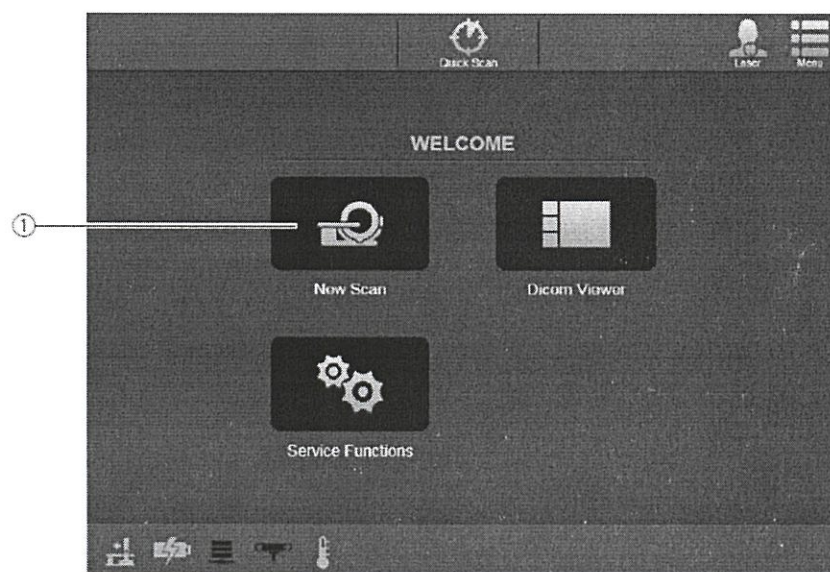 Quick Scan
Laser
Menu
WELCOME
①
New Scan
Dicom Viewer
Service Functions